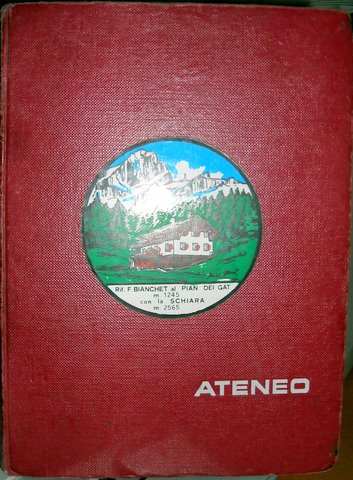 Rif. F. BIANCHET al PIAN DEI GAT
m 1245
con la SCHIARA
m 2565
ATENEO